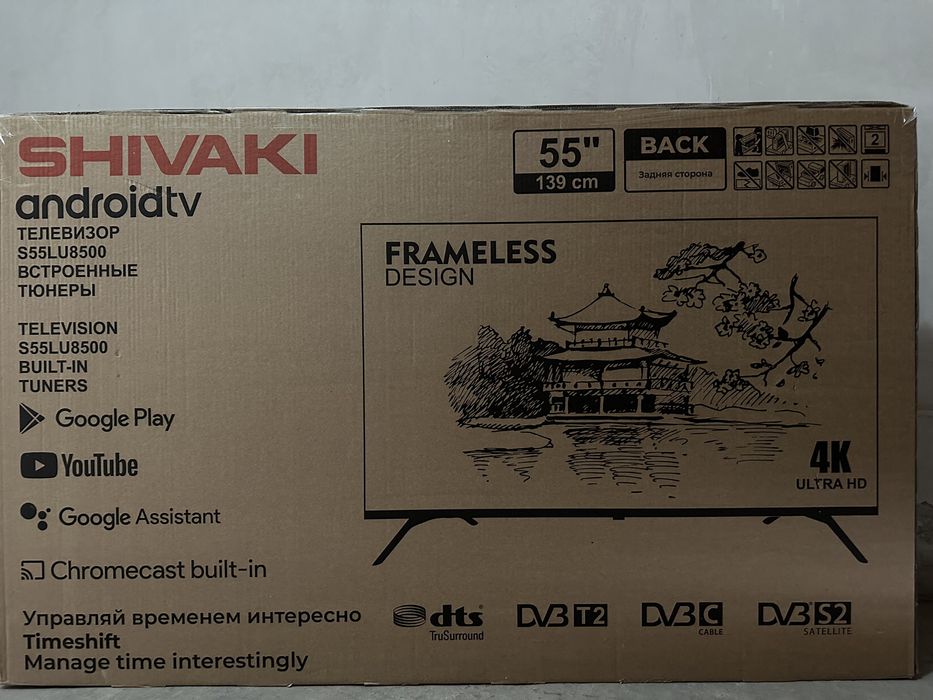 SHIVAKI
androidtv
ТЕЛЕВИЗОР
S55LU8500
ВСТРОЕННЫЕ
ТЮНЕРЫ
TELEVISION
S55LU8500
BUILT-IN
TUNERS
Google Play
YouTube
Google Assistant
Chromecast built-in
Управляй временем интересно
Timeshift
Manage time interestingly
55"
139 cm
BACK
Задняя сторона
2
FRAMELESS
DESIGN
4K
ULTRA HD
dts
TruSurround
DVB T2
DVB C
CABLE
DVB S2
SATELLITE